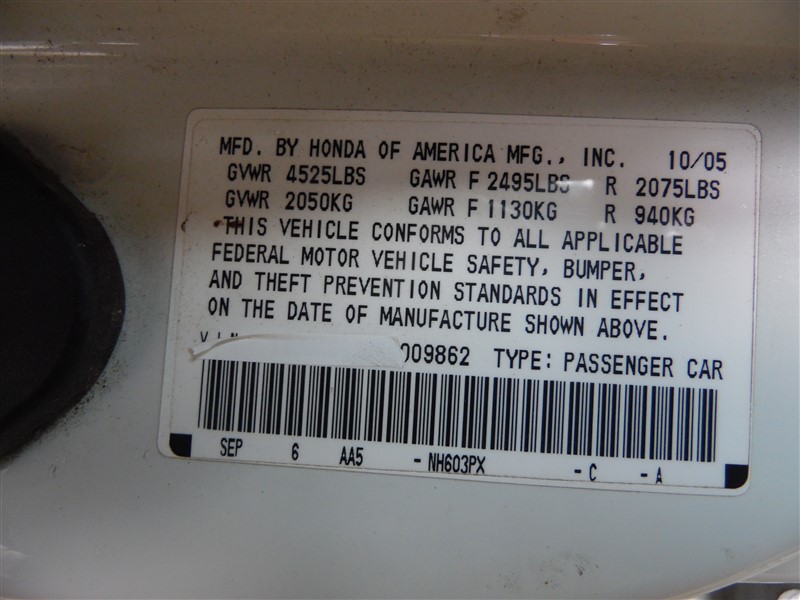 MFD. BY HONDA OF AMERICA MFG., INC. 10/05
GVWR 4525LBS GAWR F 2495LBS R 2075LBS
GVWR 2050KG GAWR F 1130KG R 940KG
THIS VEHICLE CONFORMS TO ALL APPLICABLE
FEDERAL MOTOR VEHICLE SAFETY, BUMPER,
AND THEFT PREVENTION STANDARDS IN EFFECT
ON THE DATE OF MANUFACTURE SHOWN ABOVE.
009862 TYPE: PASSENGER CAR
SEP 6 AA5 - NH603PX - C - A